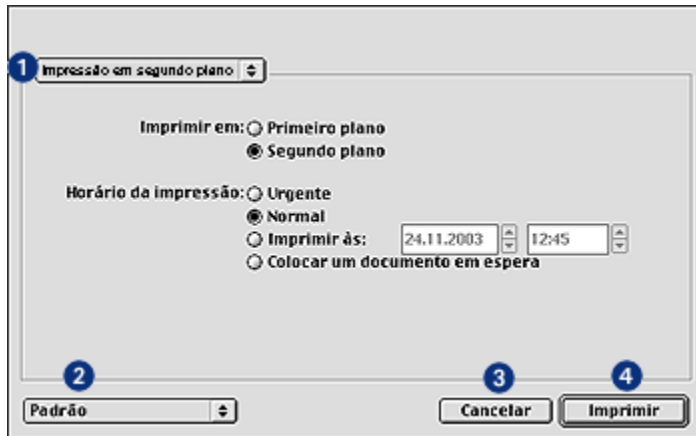 1 Impressão em segundo plano
Imprimir em: Primeiro plano
Segundo plano
Horário da impressão: Urgente
Normal
Imprimir às: 24.11.2003 12:45
Colocar um documento em espera
2 3 4
Padrão Cancelar Imprimir